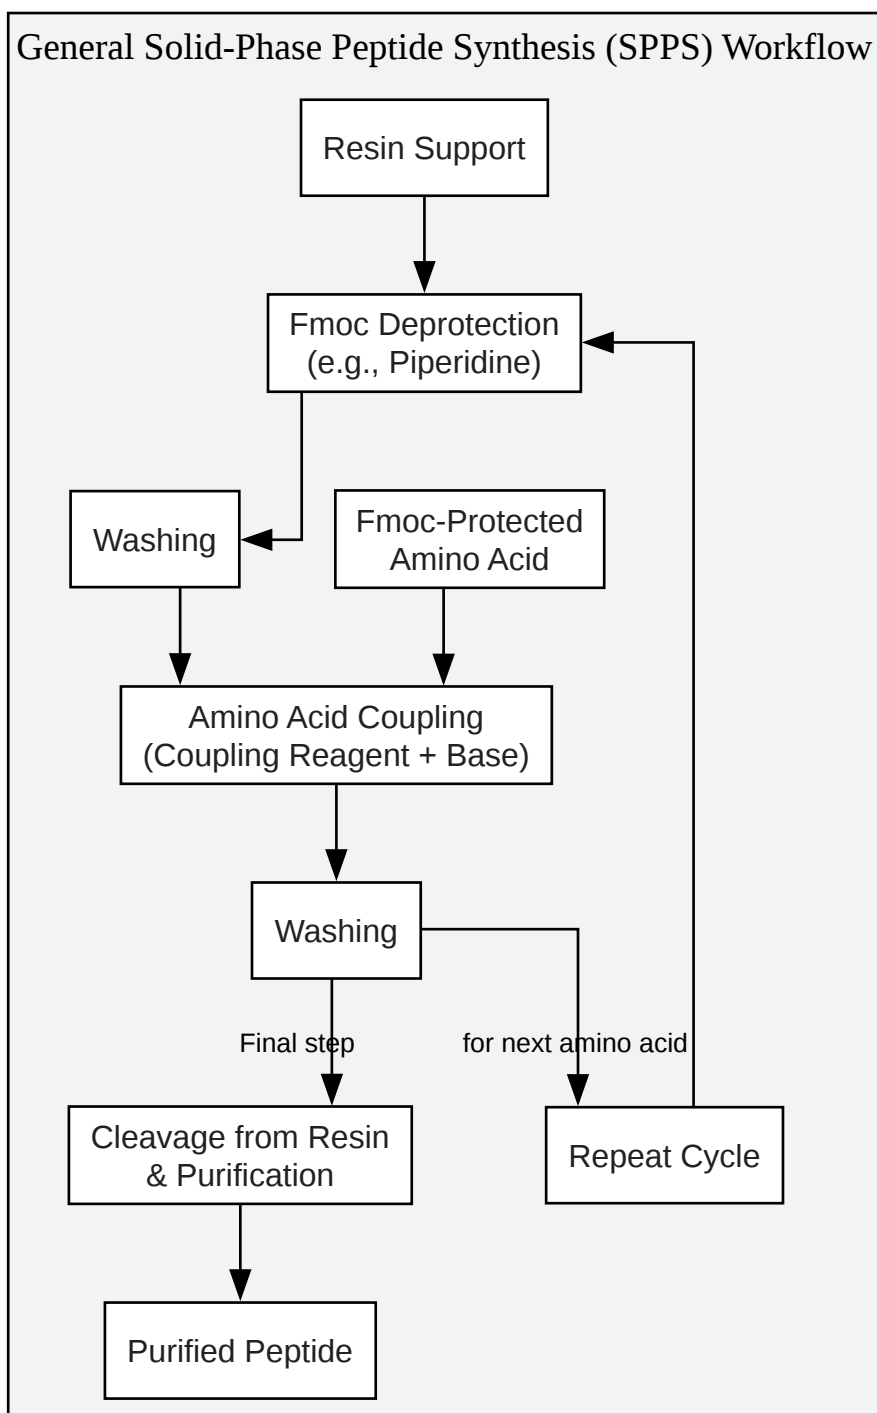 General Solid-Phase Peptide Synthesis (SPPS) Workflow
Resin Support
Fmoc Deprotection
(e.g., Piperidine)
Washing
Fmoc-Protected
Amino Acid
Amino Acid Coupling
(Coupling Reagent + Base)
Washing
Final step
for next amino acid
Cleavage from Resin
& Purification
Repeat Cycle
Purified Peptide